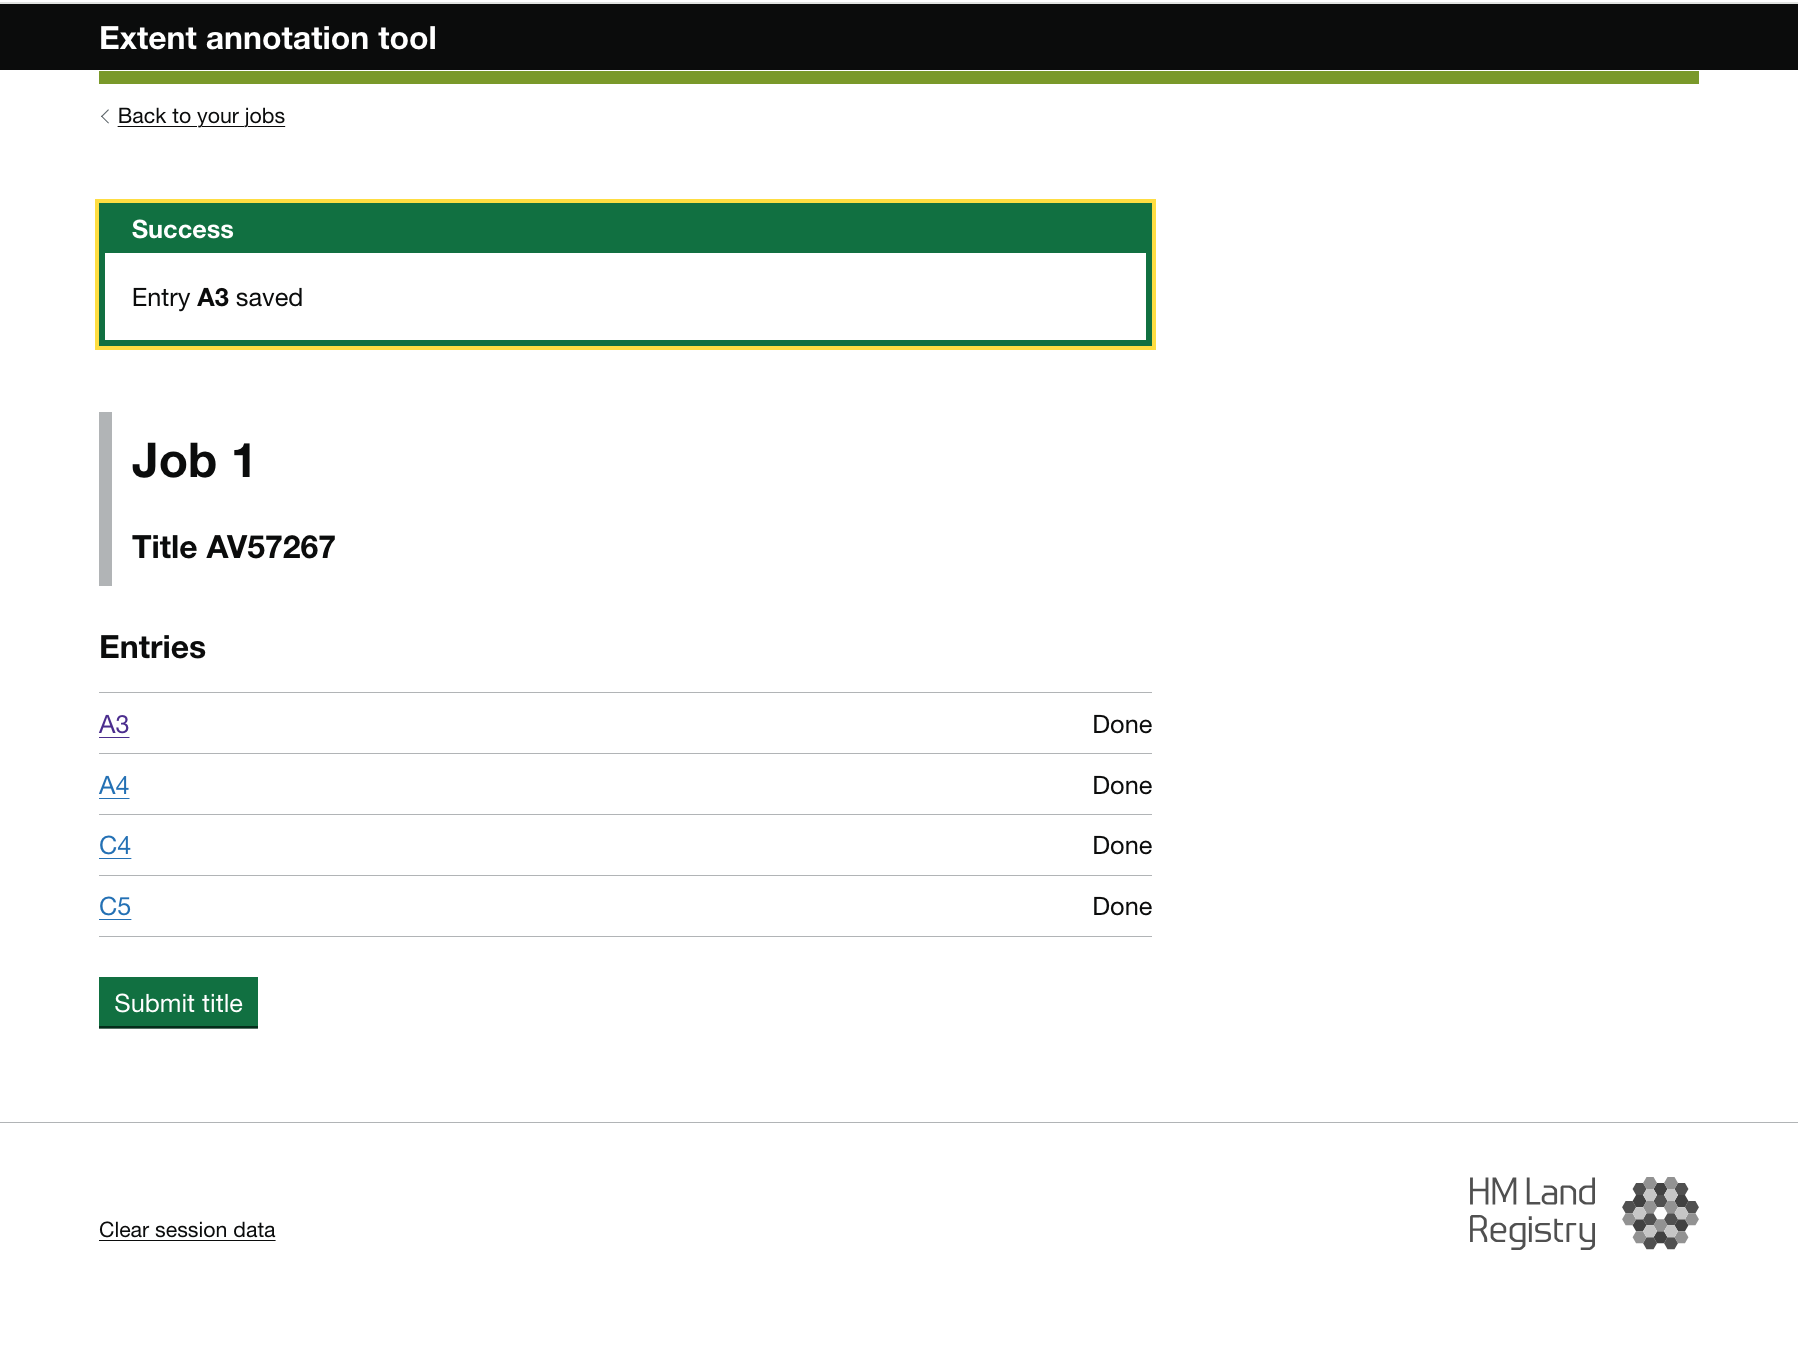 Extent annotation tool
Back to your jobs
Success
Entry A3 saved
Job 1
Title AV57267
Entries
A3 Done
A4 Done
C4 Done
C5 Done
Submit title
Clear session data
HM Land
Registry